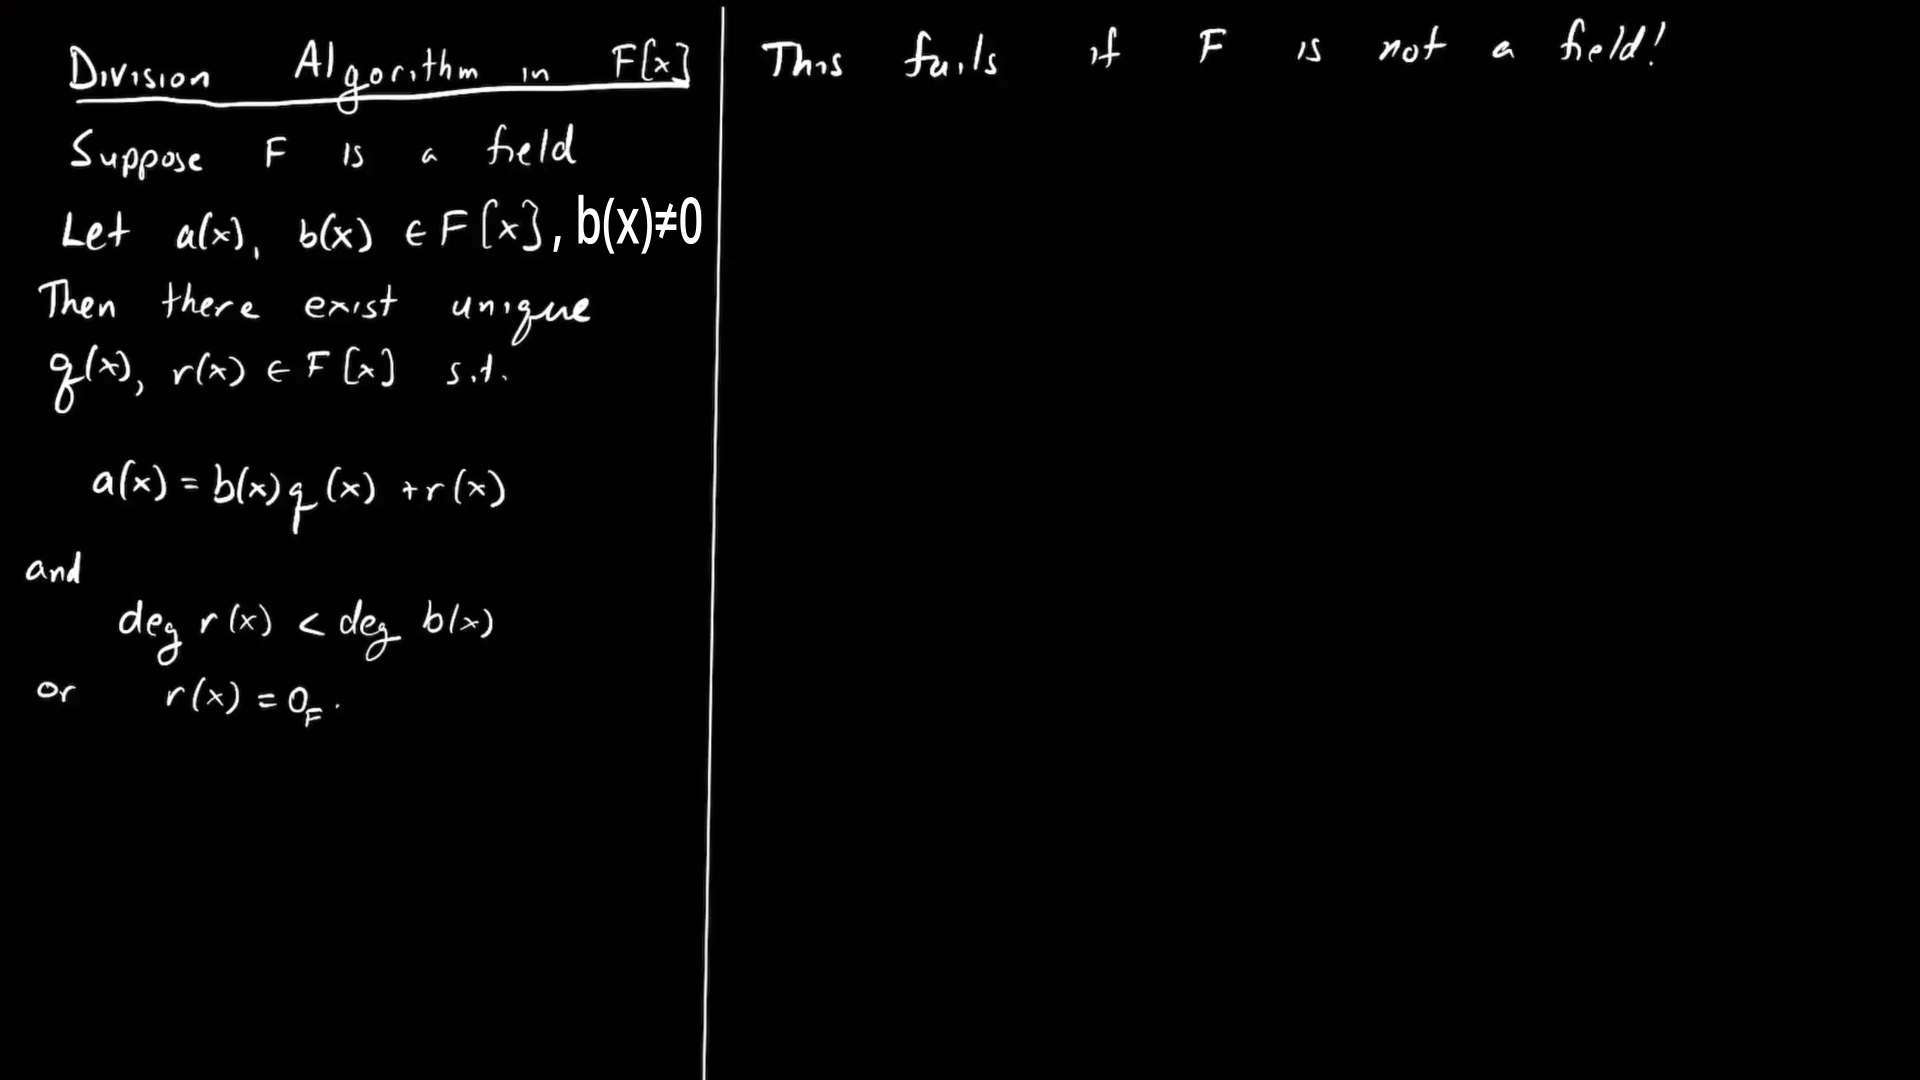 Division Algorithm in F[x]
Suppose F is a field
Let a(x), b(x) ∈ F[x], b(x)≠0
Then there exist unique
q(x), r(x) ∈ F[x] s.t.
a(x) = b(x)q(x) + r(x)
and
deg r(x) < deg b(x)
or r(x) = 0_F.
This fails if F is not a field!